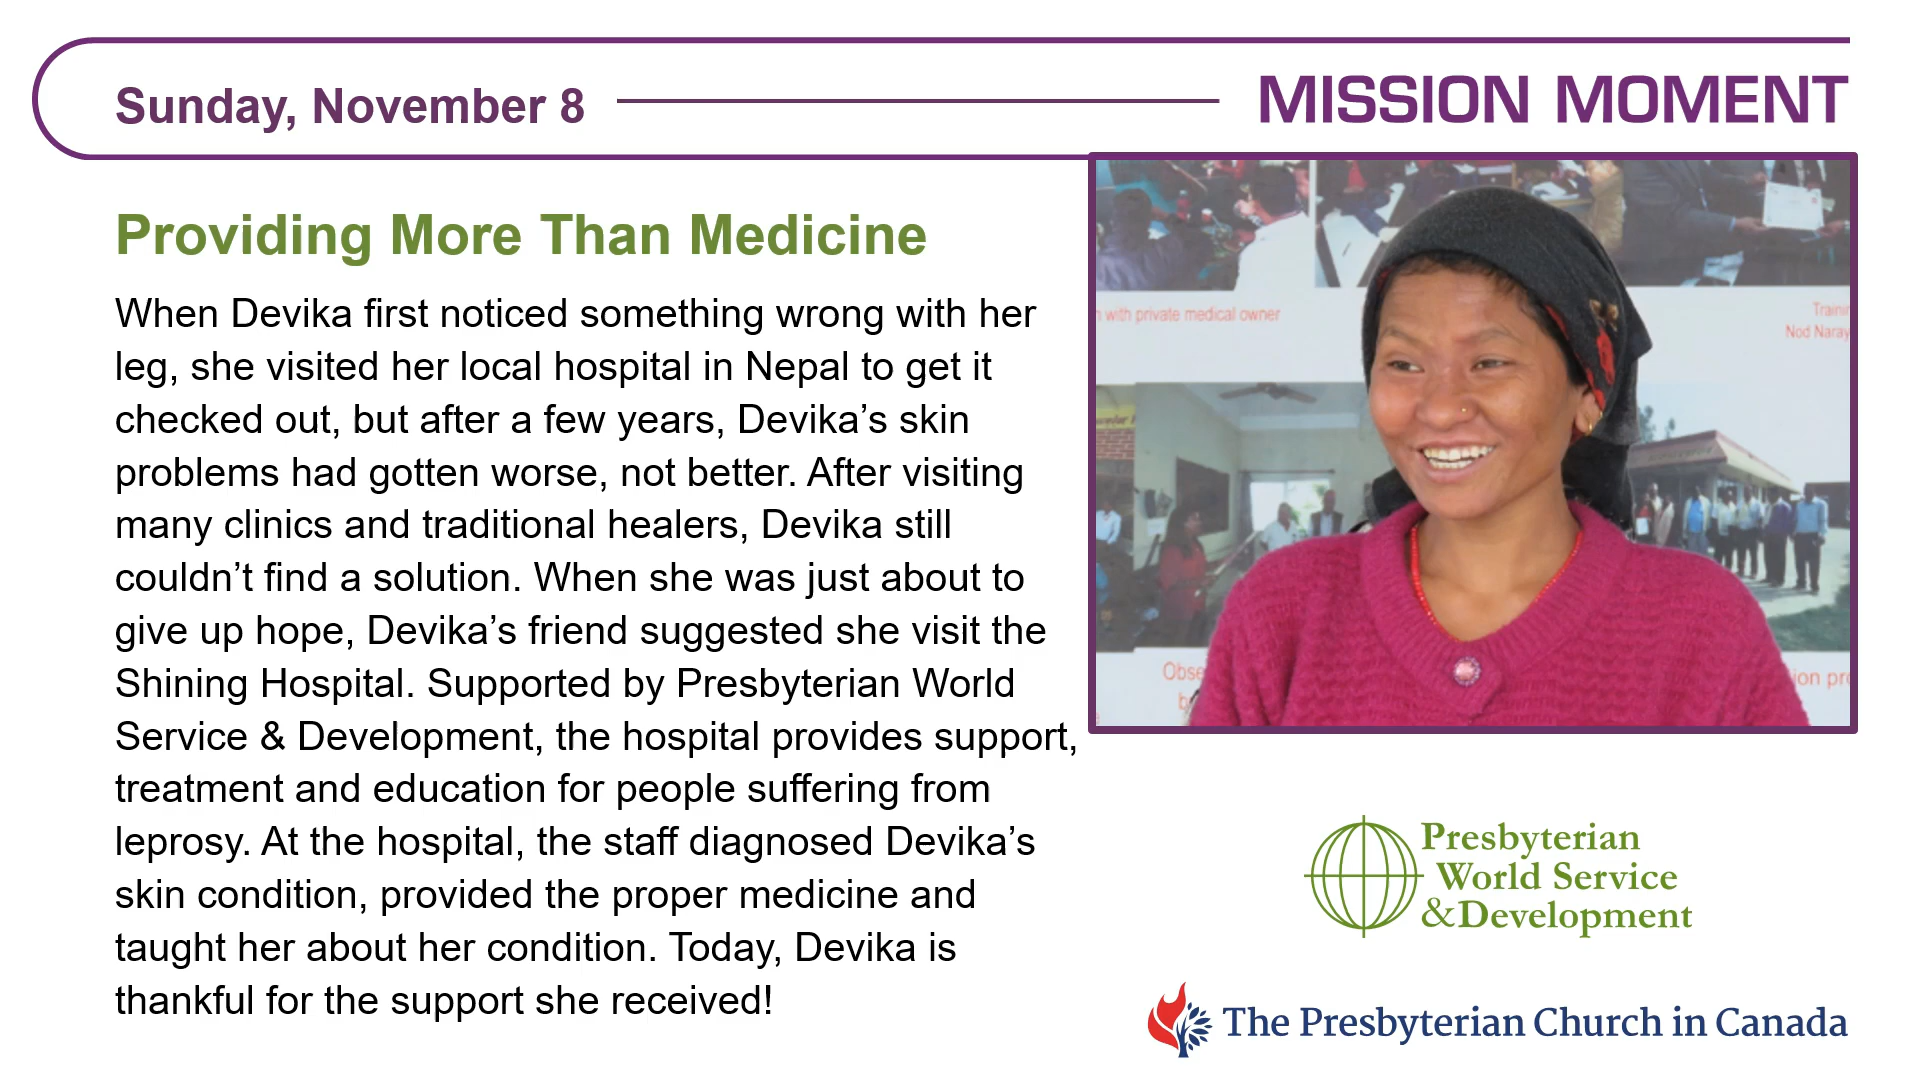 Sunday, November 8
MISSION MOMENT
Providing More Than Medicine
When Devika first noticed something wrong with her
leg, she visited her local hospital in Nepal to get it
checked out, but after a few years, Devika’s skin
problems had gotten worse, not better. After visiting
many clinics and traditional healers, Devika still
couldn’t find a solution. When she was just about to
give up hope, Devika’s friend suggested she visit the
Shining Hospital. Supported by Presbyterian World
Service & Development, the hospital provides support,
treatment and education for people suffering from
leprosy. At the hospital, the staff diagnosed Devika’s
skin condition, provided the proper medicine and
taught her about her condition. Today, Devika is
thankful for the support she received!
with private medical owner
Traini
Nod Naray
Obse
ion pro
Presbyterian
World Service
&Development
The Presbyterian Church in Canada